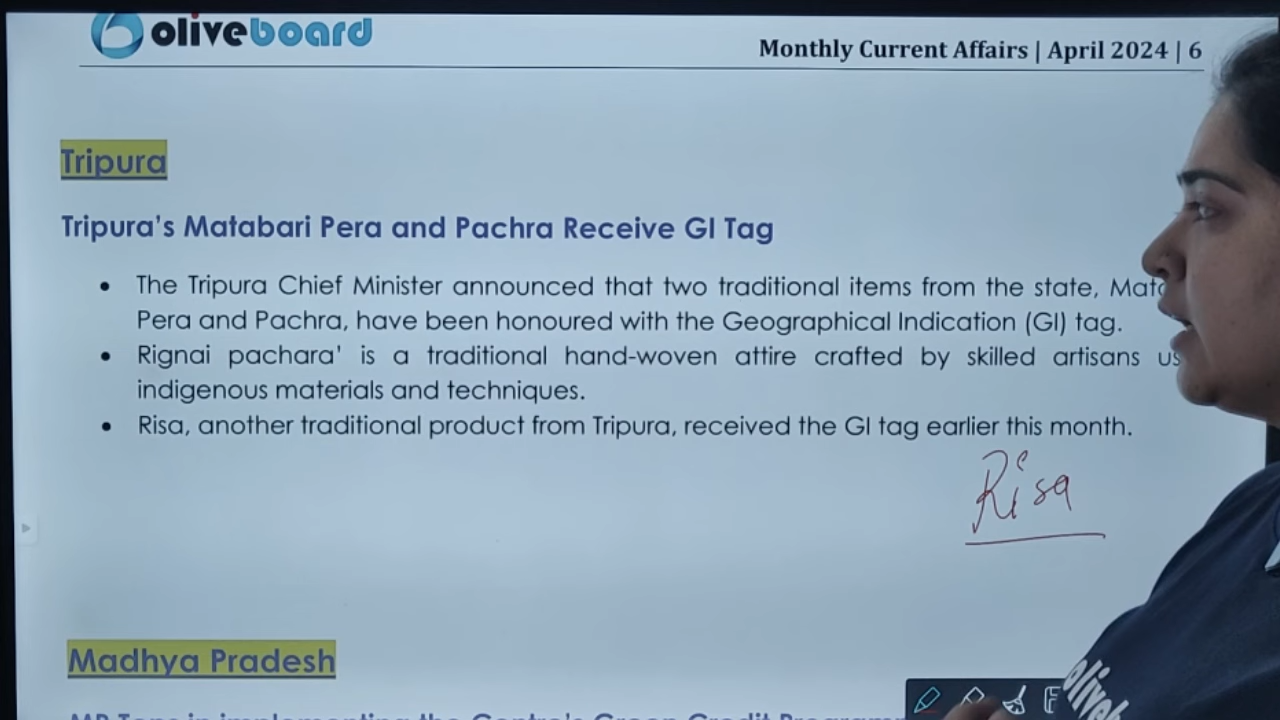 oliveboard
Monthly Current Affairs | April 2024 | 6
Tripura
Tripura's Matabari Pera and Pachra Receive GI Tag
• The Tripura Chief Minister announced that two traditional items from the state,
Pera and Pachra, have been honoured with the Geographical Indication (GI) tag.
• Rignai pachara' is a traditional hand-woven attire crafted by skilled artisans
indigenous materials and techniques.
• Risa, another traditional product from Tripura, received the GI tag earlier this month.
Risa
Madhya Pradesh